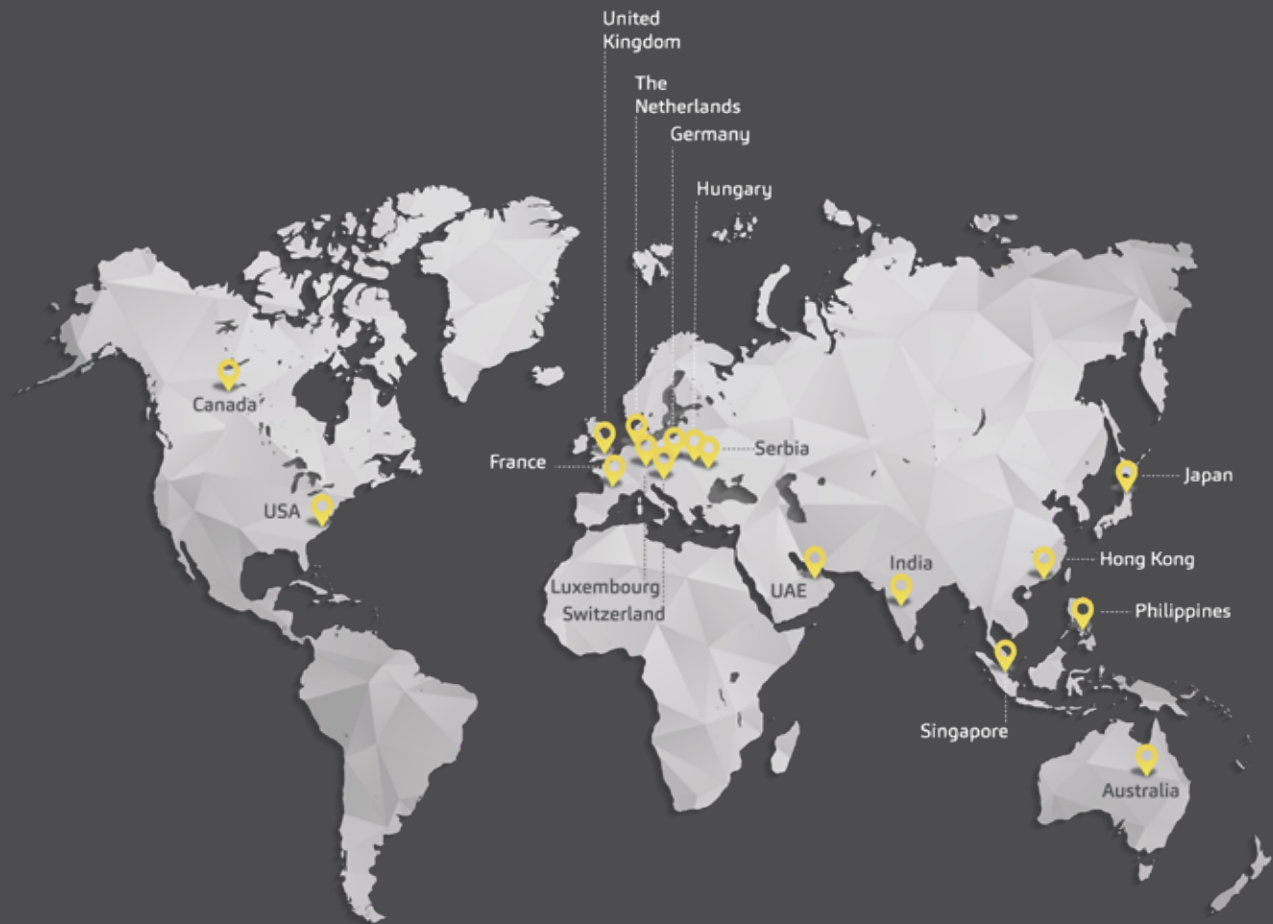 United
Kingdom
The
Netherlands
Germany
Hungary
Canada
France
Serbia
USA
Japan
Hong Kong
India
Luxembourg
UAE
Switzerland
Philippines
Singapore
Australia